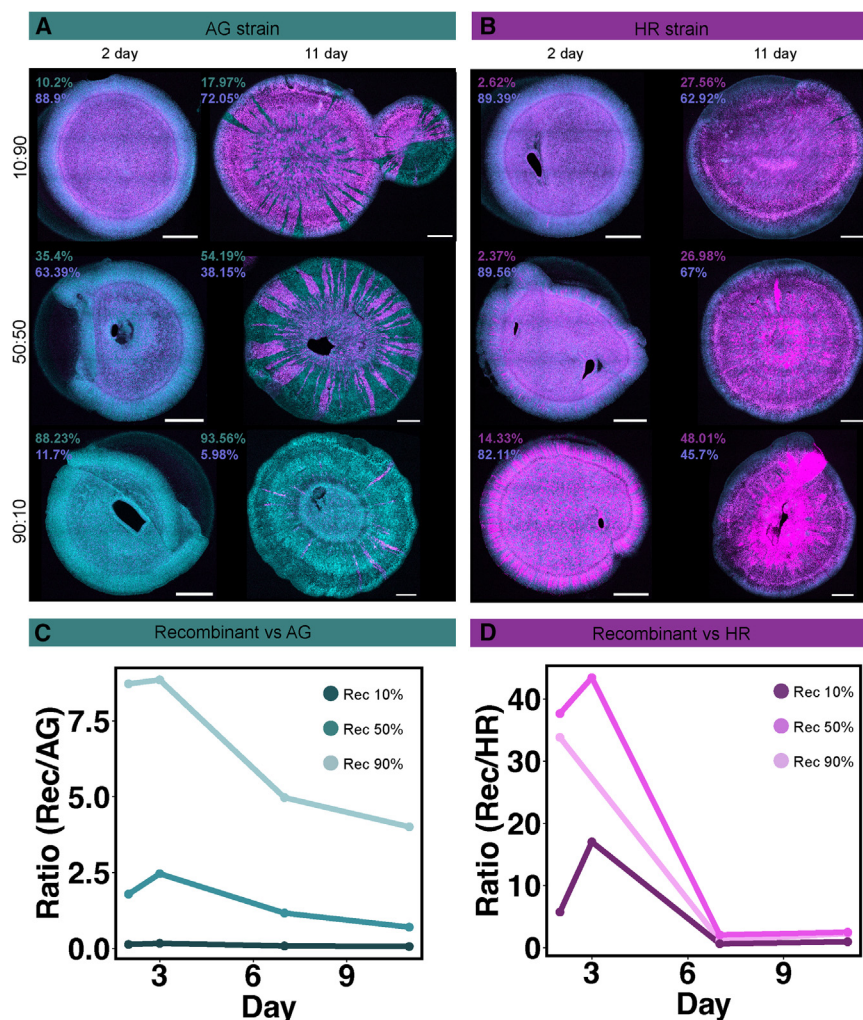 A AG strain
2 day 11 day
10:90
10.2% 17.97%
88.9% 72.05%
50:50
35.4% 54.19%
63.39% 38.15%
90:10
88.23% 93.56%
11.7% 5.98%
B HR strain
2 day 11 day
2.62% 27.56%
89.39% 62.92%
2.37% 26.98%
89.56% 67%
14.33% 48.01%
82.11% 45.7%
C Recombinant vs AG
Ratio (Rec/AG)
7.5
5.0
2.5
0.0
Rec 10%
Rec 50%
Rec 90%
3 6 9
Day
D Recombinant vs HR
Ratio (Rec/HR)
40
30
20
10
0
Rec 10%
Rec 50%
Rec 90%
3 6 9
Day